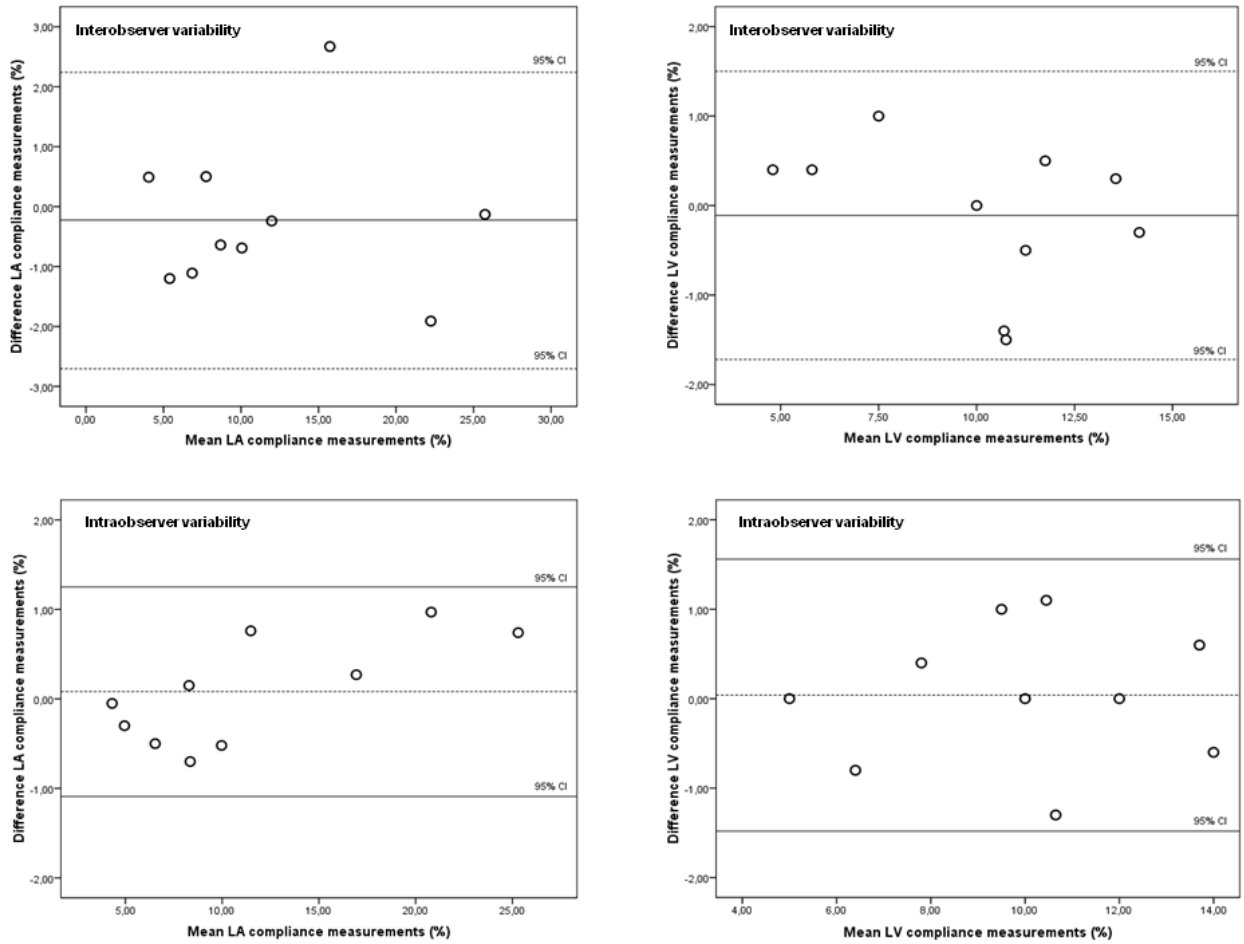 Interobserver variability
Difference LA compliance measurements (%)
3,00
2,00
1,00
0,00
-1,00
-2,00
-3,00
95% CI
95% CI
0,00 5,00 10,00 15,00 20,00 25,00 30,00
Mean LA compliance measurements (%)
Interobserver variability
Difference LV compliance measurements (%)
2,00
1,00
0,00
-1,00
-2,00
95% CI
95% CI
5,00 7,50 10,00 12,50 15,00
Mean LV compliance measurements (%)
Intraobserver variability
Difference LA compliance measurements (%)
2,00
1,00
0,00
-1,00
-2,00
95% CI
95% CI
5,00 10,00 15,00 20,00 25,00
Mean LA compliance measurements (%)
Intraobserver variability
Difference LV compliance measurements (%)
2,00
1,00
0,00
-1,00
-2,00
95% CI
95% CI
4,00 6,00 8,00 10,00 12,00 14,00
Mean LV compliance measurements (%)